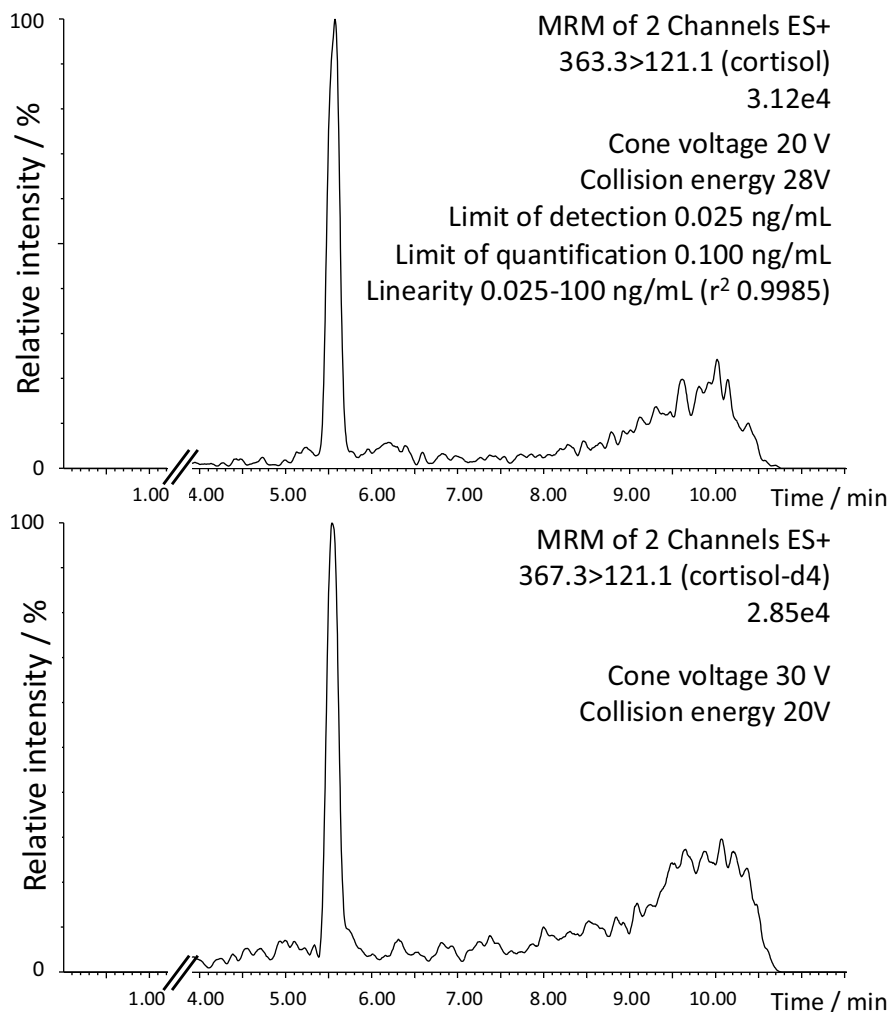 100
MRM of 2 Channels ES+
363.3>121.1 (cortisol)
3.12e4
Cone voltage 20 V
Collision energy 28V
Limit of detection 0.025 ng/mL
Limit of quantification 0.100 ng/mL
Linearity 0.025-100 ng/mL (r² 0.9985)
Relative intensity / %
0
1.00 4.00 5.00 6.00 7.00 8.00 9.00 10.00 Time / min
100
MRM of 2 Channels ES+
367.3>121.1 (cortisol-d4)
2.85e4
Cone voltage 30 V
Collision energy 20V
Relative intensity / %
0
1.00 4.00 5.00 6.00 7.00 8.00 9.00 10.00 Time / min